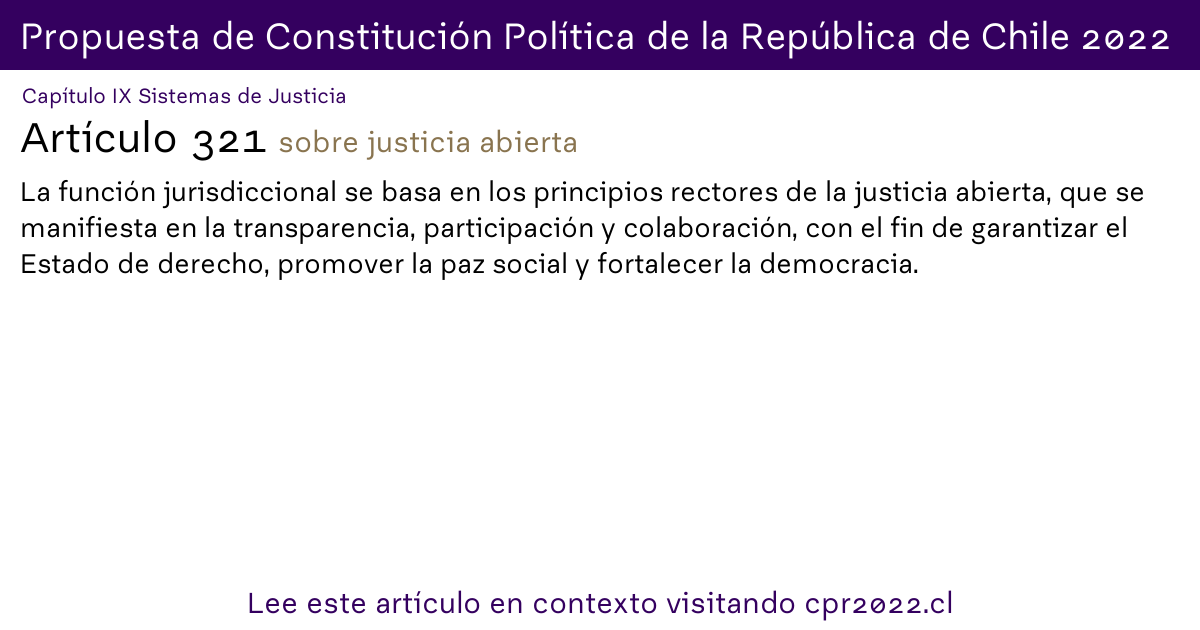 Propuesta de Constitución Política de la República de Chile 2022
Capítulo IX Sistemas de Justicia
Artículo 321 sobre justicia abierta
La función jurisdiccional se basa en los principios rectores de la justicia abierta, que se
manifiesta en la transparencia, participación y colaboración, con el fin de garantizar el
Estado de derecho, promover la paz social y fortalecer la democracia.
Lee este artículo en contexto visitando cpr2022.cl